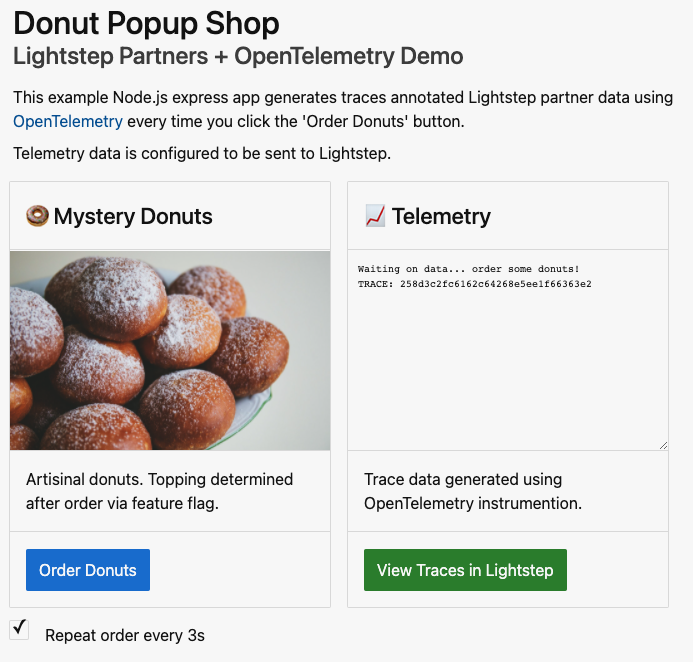 Donut Popup Shop
Lightstep Partners + OpenTelemetry Demo
This example Node.js express app generates traces annotated Lightstep partner data using
OpenTelemetry every time you click the 'Order Donuts' button.
Telemetry data is configured to be sent to Lightstep.
Mystery Donuts
Artisinal donuts. Topping determined
after order via feature flag.
Order Donuts
Telemetry
Waiting on data... order some donuts!
TRACE: 258d3c2fc6162c64268e5ee1f66363e2
Trace data generated using
OpenTelemetry instrumention.
View Traces in Lightstep
Repeat order every 3s